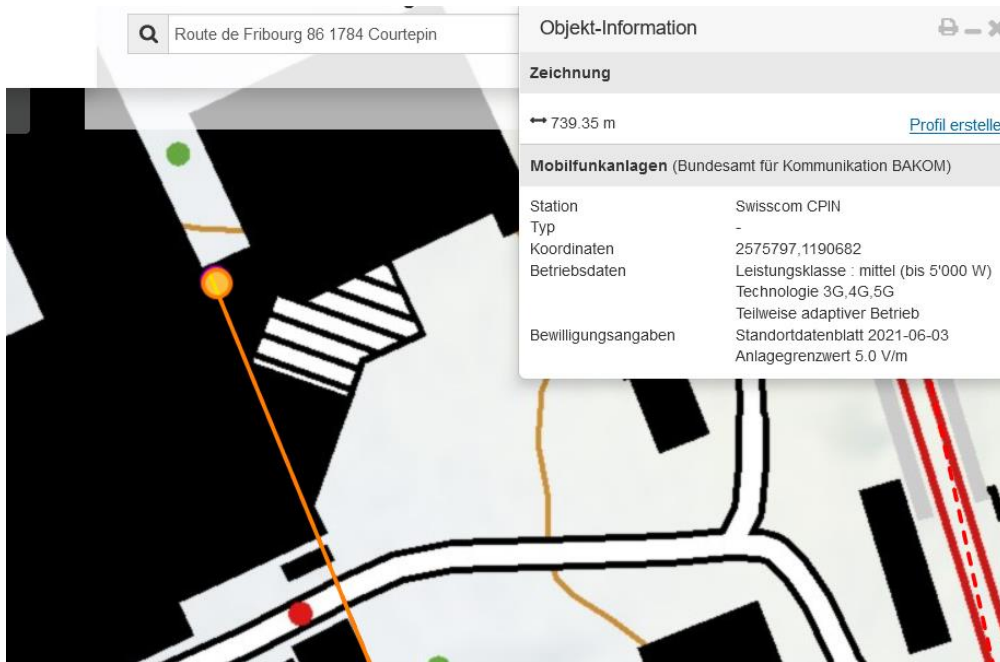 Route de Fribourg 86 1784 Courtepin
Objekt-Information
Zeichnung
739.35 m
Profil erstelle
Mobilfunkanlagen (Bundesamt für Kommunikation BAKOM)
Station Swisscom CPIN
Typ -
Koordinaten 2575797,1190682
Betriebsdaten Leistungsklasse : mittel (bis 5'000 W)
Technologie 3G,4G,5G
Teilweise adaptiver Betrieb
Bewilligungsangaben Standortdatenblatt 2021-06-03
Anlagegrenzwert 5.0 V/m